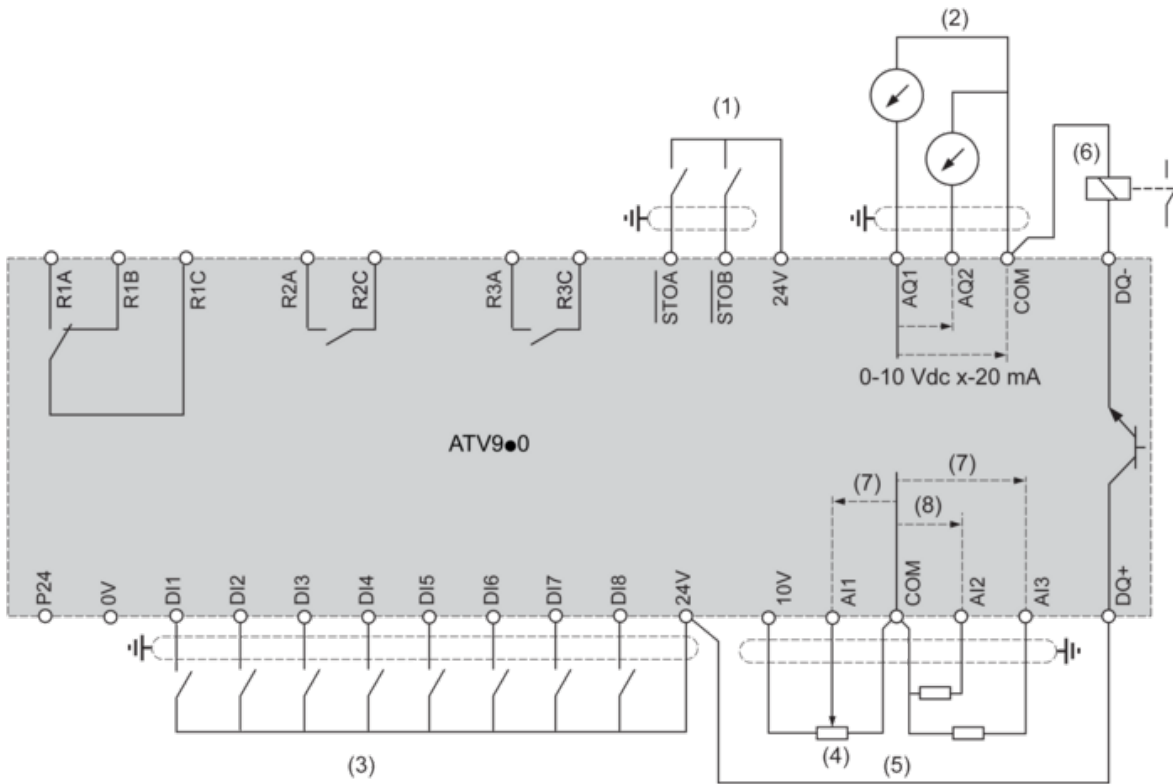 (2)
(1)
(6)
R1A
R1B
R1C
R2A
R2C
R3A
R3C
STOA
STOB
24V
AQ1
AQ2
COM
DQ-
0-10 Vdc x-20 mA
ATV9●0
(7)
(7)
(8)
P24
0V
DI1
DI2
DI3
DI4
DI5
DI6
DI7
DI8
24V
10V
AI1
COM
AI2
AI3
DQ+
(3)
(4)
(5)